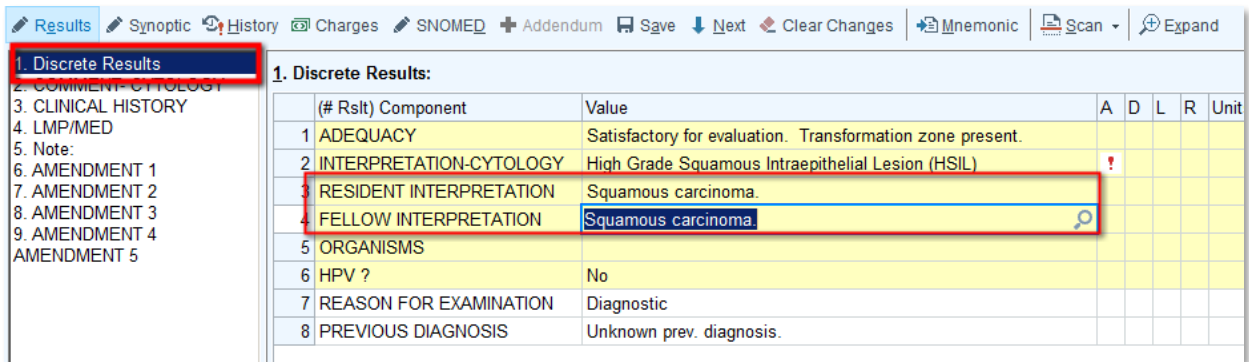 Results Synoptic History Charges SNOMED Addendum Save Next Clear Changes Mnemonic Scan Expand
1. Discrete Results
2. COMMENT- CYTOLOGY
3. CLINICAL HISTORY
4. LMP/MED
5. Note:
6. AMENDMENT 1
7. AMENDMENT 2
8. AMENDMENT 3
9. AMENDMENT 4
AMENDMENT 5
1. Discrete Results:
(# Rslt) Component Value A D L R Unit
1 ADEQUACY Satisfactory for evaluation. Transformation zone present.
2 INTERPRETATION-CYTOLOGY High Grade Squamous Intraepithelial Lesion (HSIL) !
3 RESIDENT INTERPRETATION Squamous carcinoma.
4 FELLOW INTERPRETATION Squamous carcinoma.
5 ORGANISMS
6 HPV ? No
7 REASON FOR EXAMINATION Diagnostic
8 PREVIOUS DIAGNOSIS Unknown prev. diagnosis.